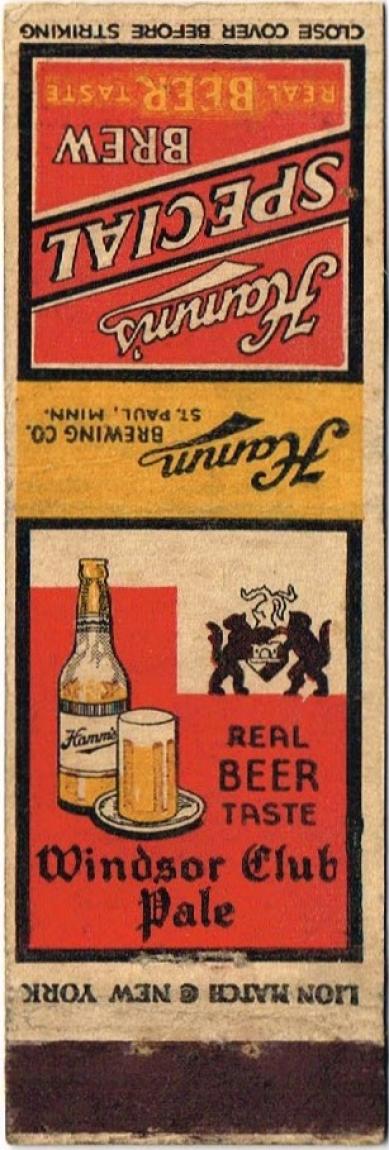 CLOSE COVER BEFORE STRIKING
Hamm's
SPECIAL
BREW
REAL BEER TASTE
Hamm
BREWING CO.
ST. PAUL, MINN.
Hamm's
REAL
BEER
TASTE
Windsor Club
Pale
LION MATCH © NEW YORK